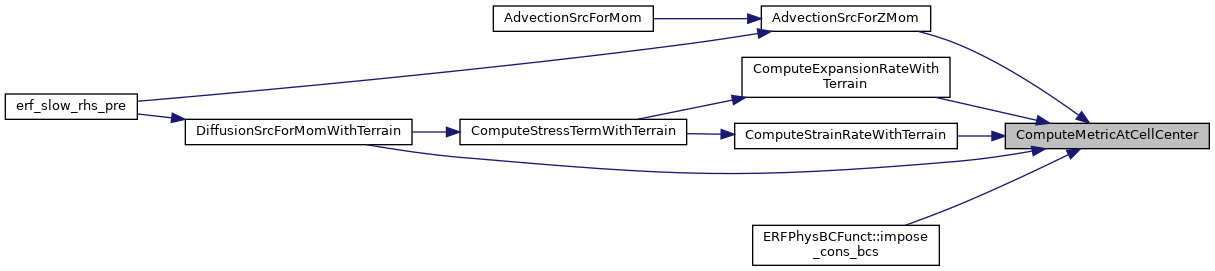 AdvectionSrcForMom
AdvectionSrcForZMom
ComputeExpansionRateWith
Terrain
erf_slow_rhs_pre
DiffusionSrcForMomWithTerrain
ComputeStressTermWithTerrain
ComputeStrainRateWithTerrain
ComputeMetricAtCellCenter
ERFPhysBCFunct::impose
_cons_bcs